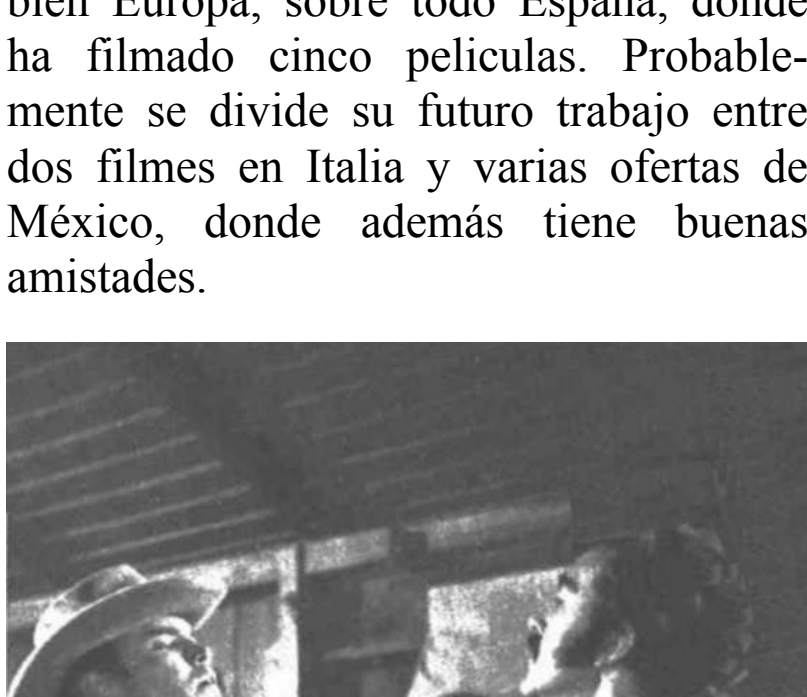 bien Europa, sobre todo España, donde
ha filmado cinco peliculas. Probable-
mente se divide su futuro trabajo entre
dos filmes en Italia y varias ofertas de
México, donde además tiene buenas
amistades.